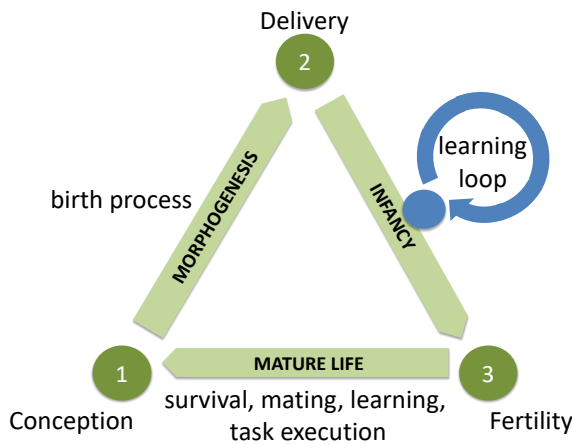 Delivery
2
learning
loop
birth process
MORPHOGENESIS
INFANCY
1
MATURE LIFE
3
Conception
survival, mating, learning,
task execution
Fertility